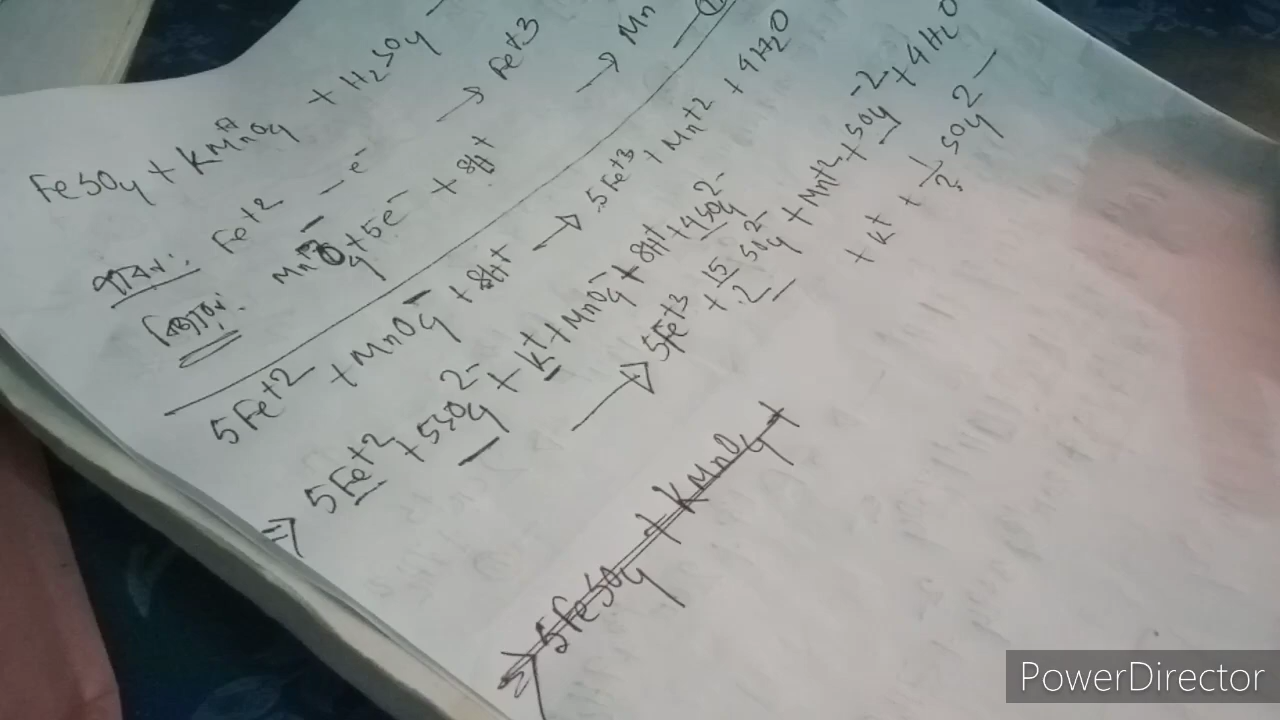 FeSO4 + KMnO4 + H2SO4 —
জারন: Fe+2 – e- → Fe+3
বিজারন: MnO4- + 5e- + 8H+ → Mn
5Fe+2 + MnO4- + 8H+ → 5Fe+3 + Mn+2 + 4H2O
⇒ 5Fe+2 + 5SO4 2- + K+ + MnO4- + 8H+ + 4SO4 2-
→ 5Fe+3 + 15/2 SO4 2- + Mn+2 + SO4 -2 + 4H2O
+ K+ + 1/2 SO4 2-
⇒ 5FeSO4 + KMnO4 +
PowerDirector